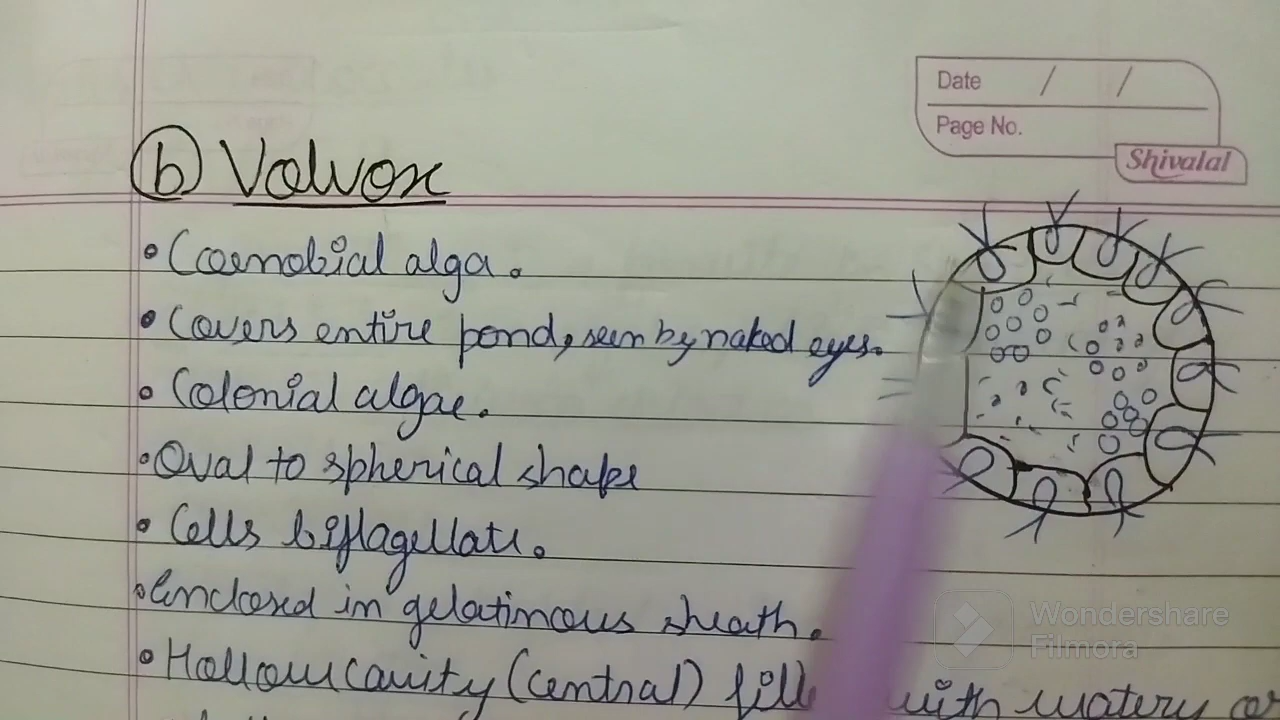 Date / /
Page No.
Shivalal
(b) Volvox
• Coenobial alga.
• Covers entire pond, seen by naked eyes.
• Colonial algae.
• Oval to spherical shape
• Cells biflagellate.
• Enclosed in gelatinous sheath.
• Hollow cavity (central) with watery or
Wondershare
Filmora